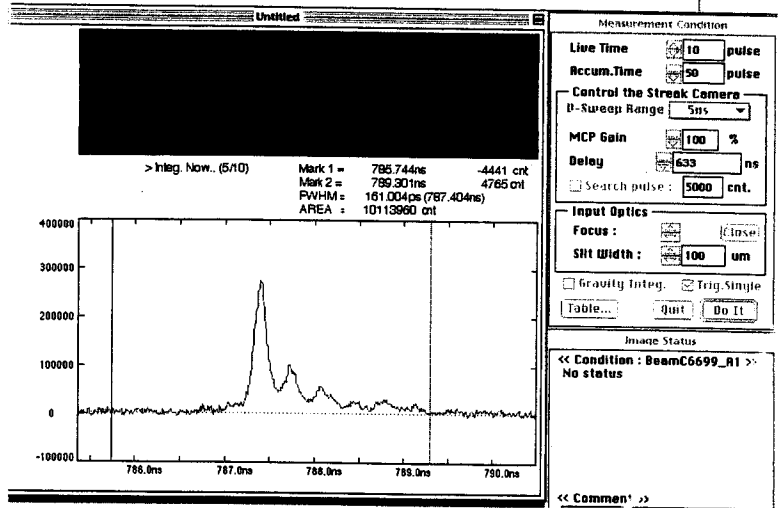 Untitled
> Integ. Now.. (5/10)
Mark 1 = 785.744ns -4441 cnt
Mark 2 = 789.301ns 4765 cnt
FWHM = 161.004ps (787.404ns)
AREA = 10113960 cnt
400000
300000
200000
100000
0
-100000
786.0ns 787.0ns 788.0ns 789.0ns 790.0ns
Measurement Condition
Live Time 10 pulse
Accum.Time 50 pulse
Control the Streak Camera
V-Sweep Range 5ns
MCP Gain 100 %
Delay 633 ns
Search pulse : 5000 cnt.
Input Optics
Focus : Close
Slit Width : 100 um
Gravity Integ. Trig.Single
Table... Quit Do It
Image Status
<< Condition : BeamC6699_A1 >>
No status
<< Comment >>